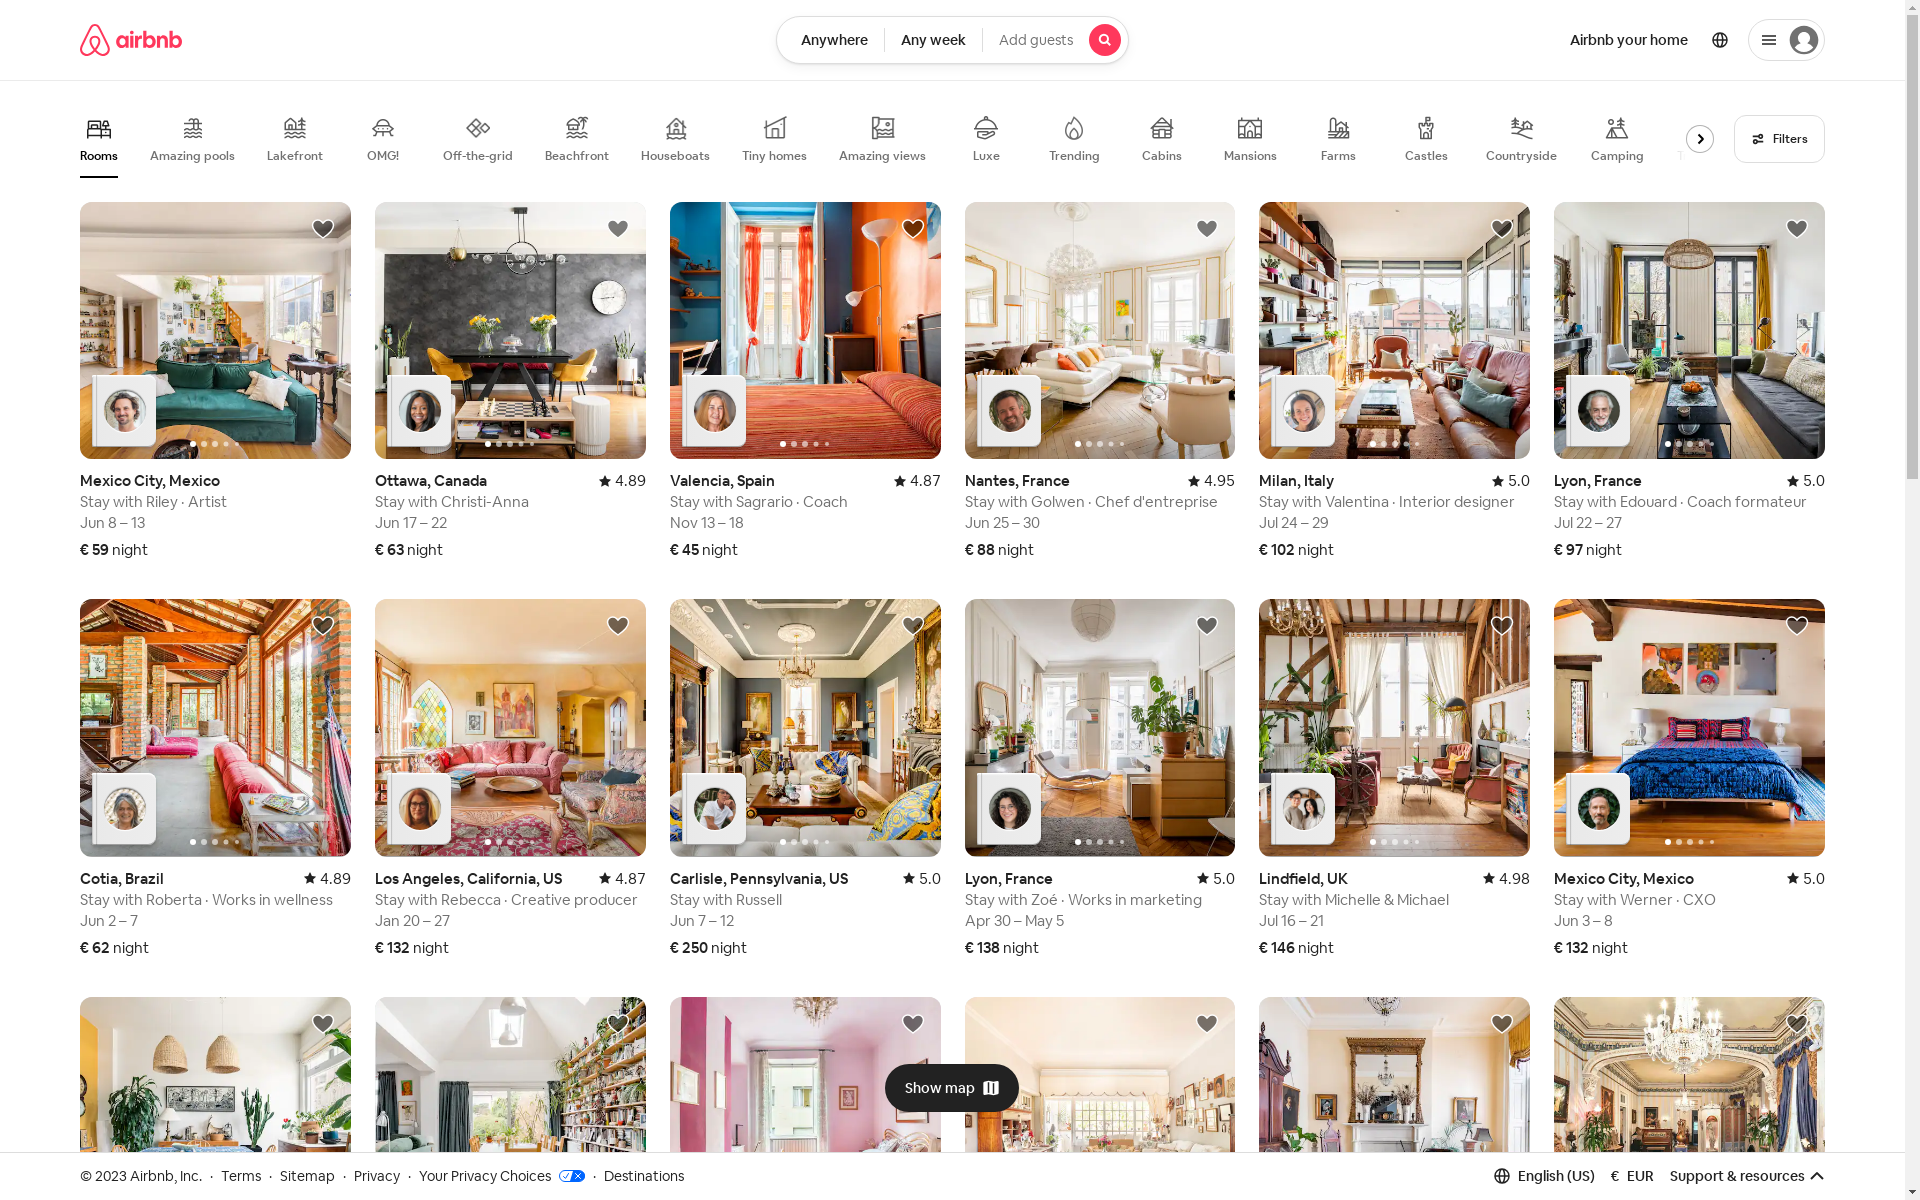 airbnb
Anywhere
Any week
Add guests
Airbnb your home
Rooms
Amazing pools
Lakefront
OMG!
Off-the-grid
Beachfront
Houseboats
Tiny homes
Amazing views
Luxe
Trending
Cabins
Mansions
Farms
Castles
Countryside
Camping
Filters
Mexico City, Mexico
Stay with Riley · Artist
Jun 8 – 13
€ 59 night
Ottawa, Canada 4.89
Stay with Christi-Anna
Jun 17 – 22
€ 63 night
Valencia, Spain 4.87
Stay with Sagrario · Coach
Nov 13 – 18
€ 45 night
Nantes, France 4.95
Stay with Golwen · Chef d'entreprise
Jun 25 – 30
€ 88 night
Milan, Italy 5.0
Stay with Valentina · Interior designer
Jul 24 – 29
€ 102 night
Lyon, France 5.0
Stay with Edouard · Coach formateur
Jul 22 – 27
€ 97 night
Cotia, Brazil 4.89
Stay with Roberta · Works in wellness
Jun 2 – 7
€ 62 night
Los Angeles, California, US 4.87
Stay with Rebecca · Creative producer
Jan 20 – 27
€ 132 night
Carlisle, Pennsylvania, US 5.0
Stay with Russell
Jun 7 – 12
€ 250 night
Lyon, France 5.0
Stay with Zoé · Works in marketing
Apr 30 – May 5
€ 138 night
Lindfield, UK 4.98
Stay with Michelle & Michael
Jul 16 – 21
€ 146 night
Mexico City, Mexico 5.0
Stay with Werner · CXO
Jun 3 – 8
€ 132 night
Show map
© 2023 Airbnb, Inc. · Terms · Sitemap · Privacy · Your Privacy Choices · Destinations
English (US) € EUR Support & resources